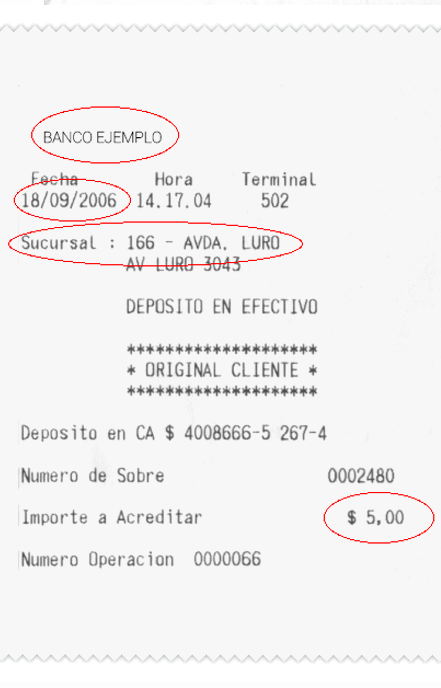 BANCO EJEMPLO
Fecha Hora Terminal
18/09/2006 14.17.04 502
Sucursal : 166 - AVDA. LURO
AV LURO 3043
DEPOSITO EN EFECTIVO
********************
* ORIGINAL CLIENTE *
********************
Deposito en CA $ 4008666-5 267-4
Numero de Sobre 0002480
Importe a Acreditar $ 5,00
Numero Operacion 0000066